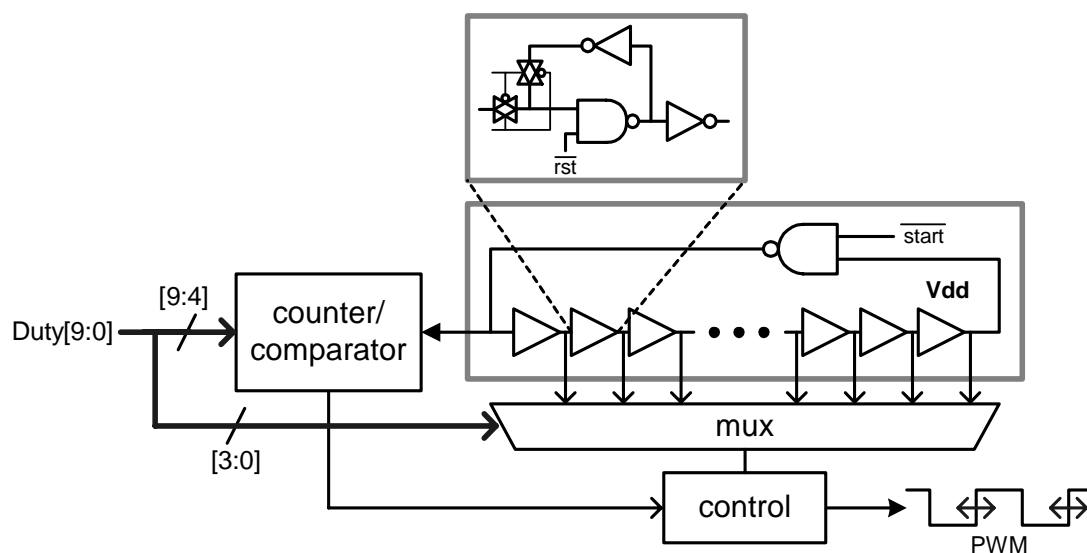 rst
start
Vdd
[9:4]
Duty[9:0]
counter/
comparator
mux
[3:0]
control
PWM